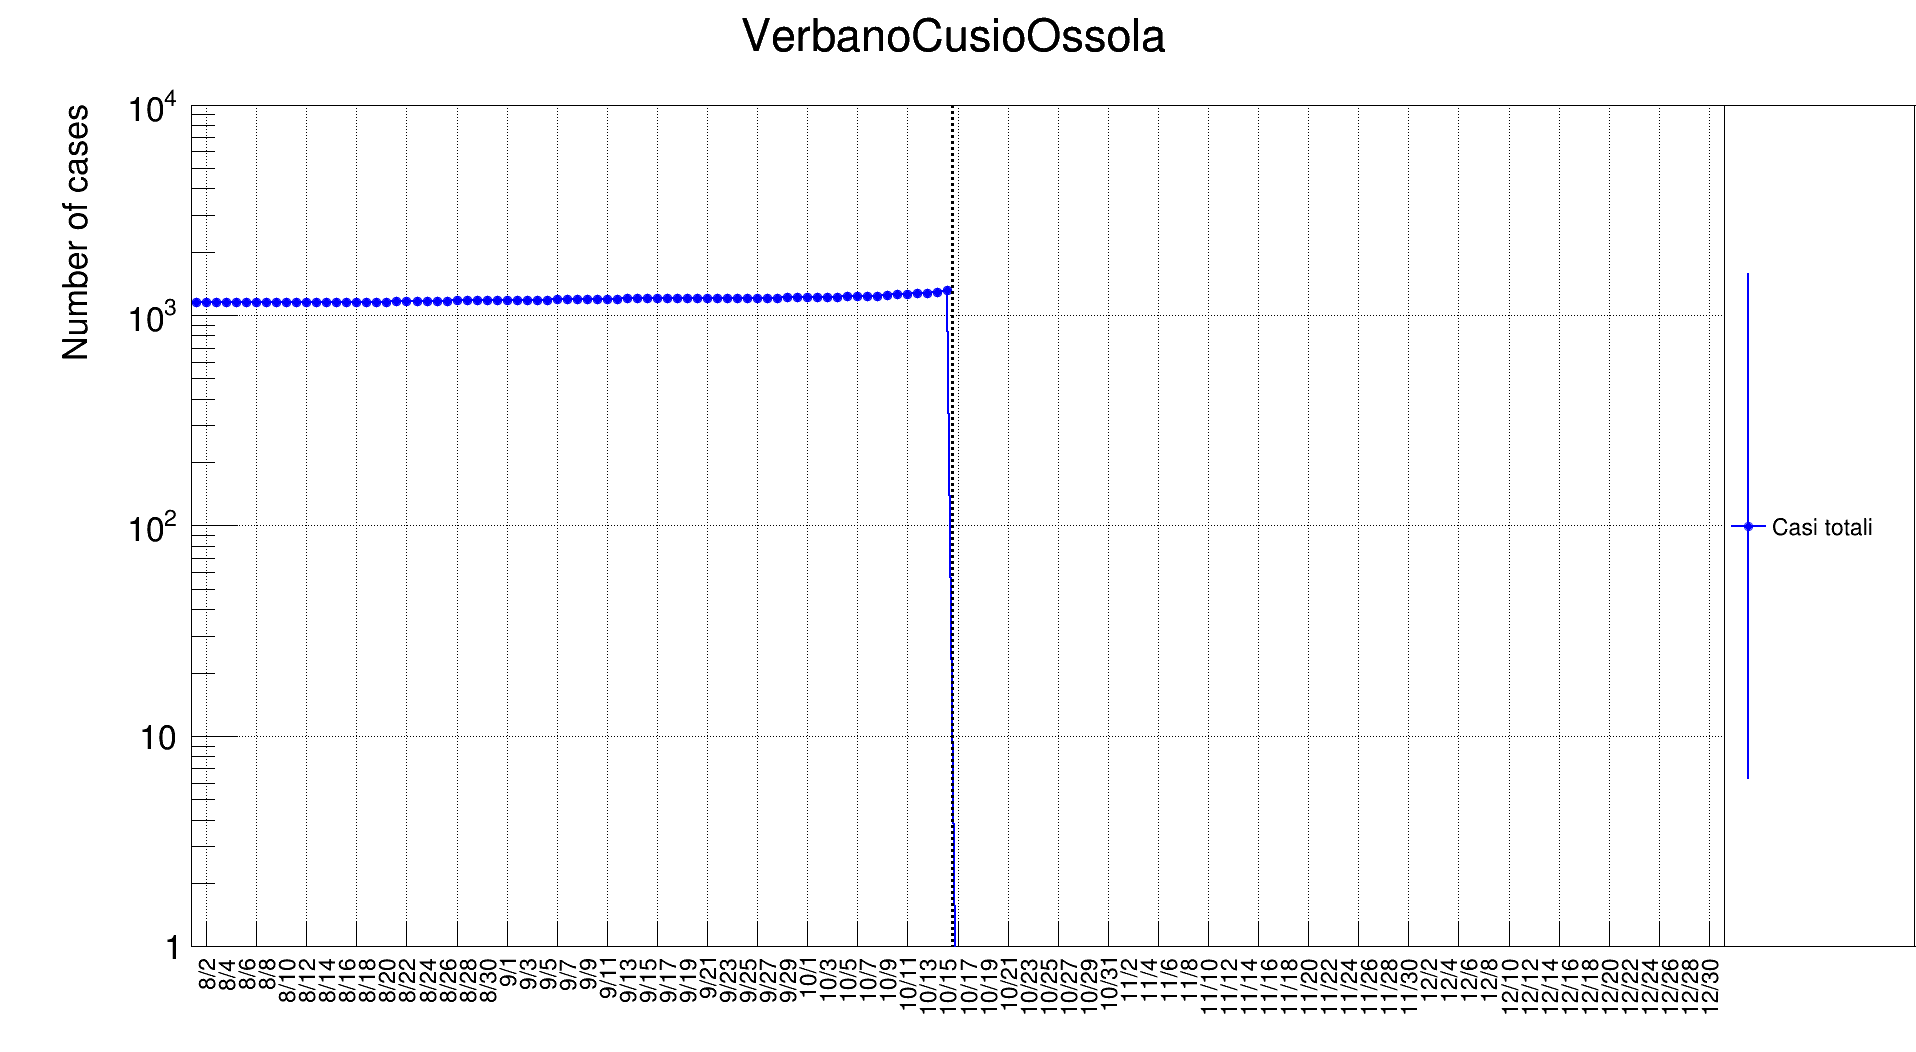 VerbanoCusioOssola
Number of cases
10^4
10^3
10^2
10
1
8/2 8/4 8/6 8/8 8/10 8/12 8/14 8/16 8/18 8/20 8/22 8/24 8/26 8/28 8/30 9/1 9/3 9/5 9/7 9/9 9/11 9/13 9/15 9/17 9/19 9/21 9/23 9/25 9/27 9/29 10/1 10/3 10/5 10/7 10/9 10/11 10/13 10/15 10/17 10/19 10/21 10/23 10/25 10/27 10/29 10/31 11/2 11/4 11/6 11/8 11/10 11/12 11/14 11/16 11/18 11/20 11/22 11/24 11/26 11/28 11/30 12/2 12/4 12/6 12/8 12/10 12/12 12/14 12/16 12/18 12/20 12/22 12/24 12/26 12/28 12/30
Casi totali